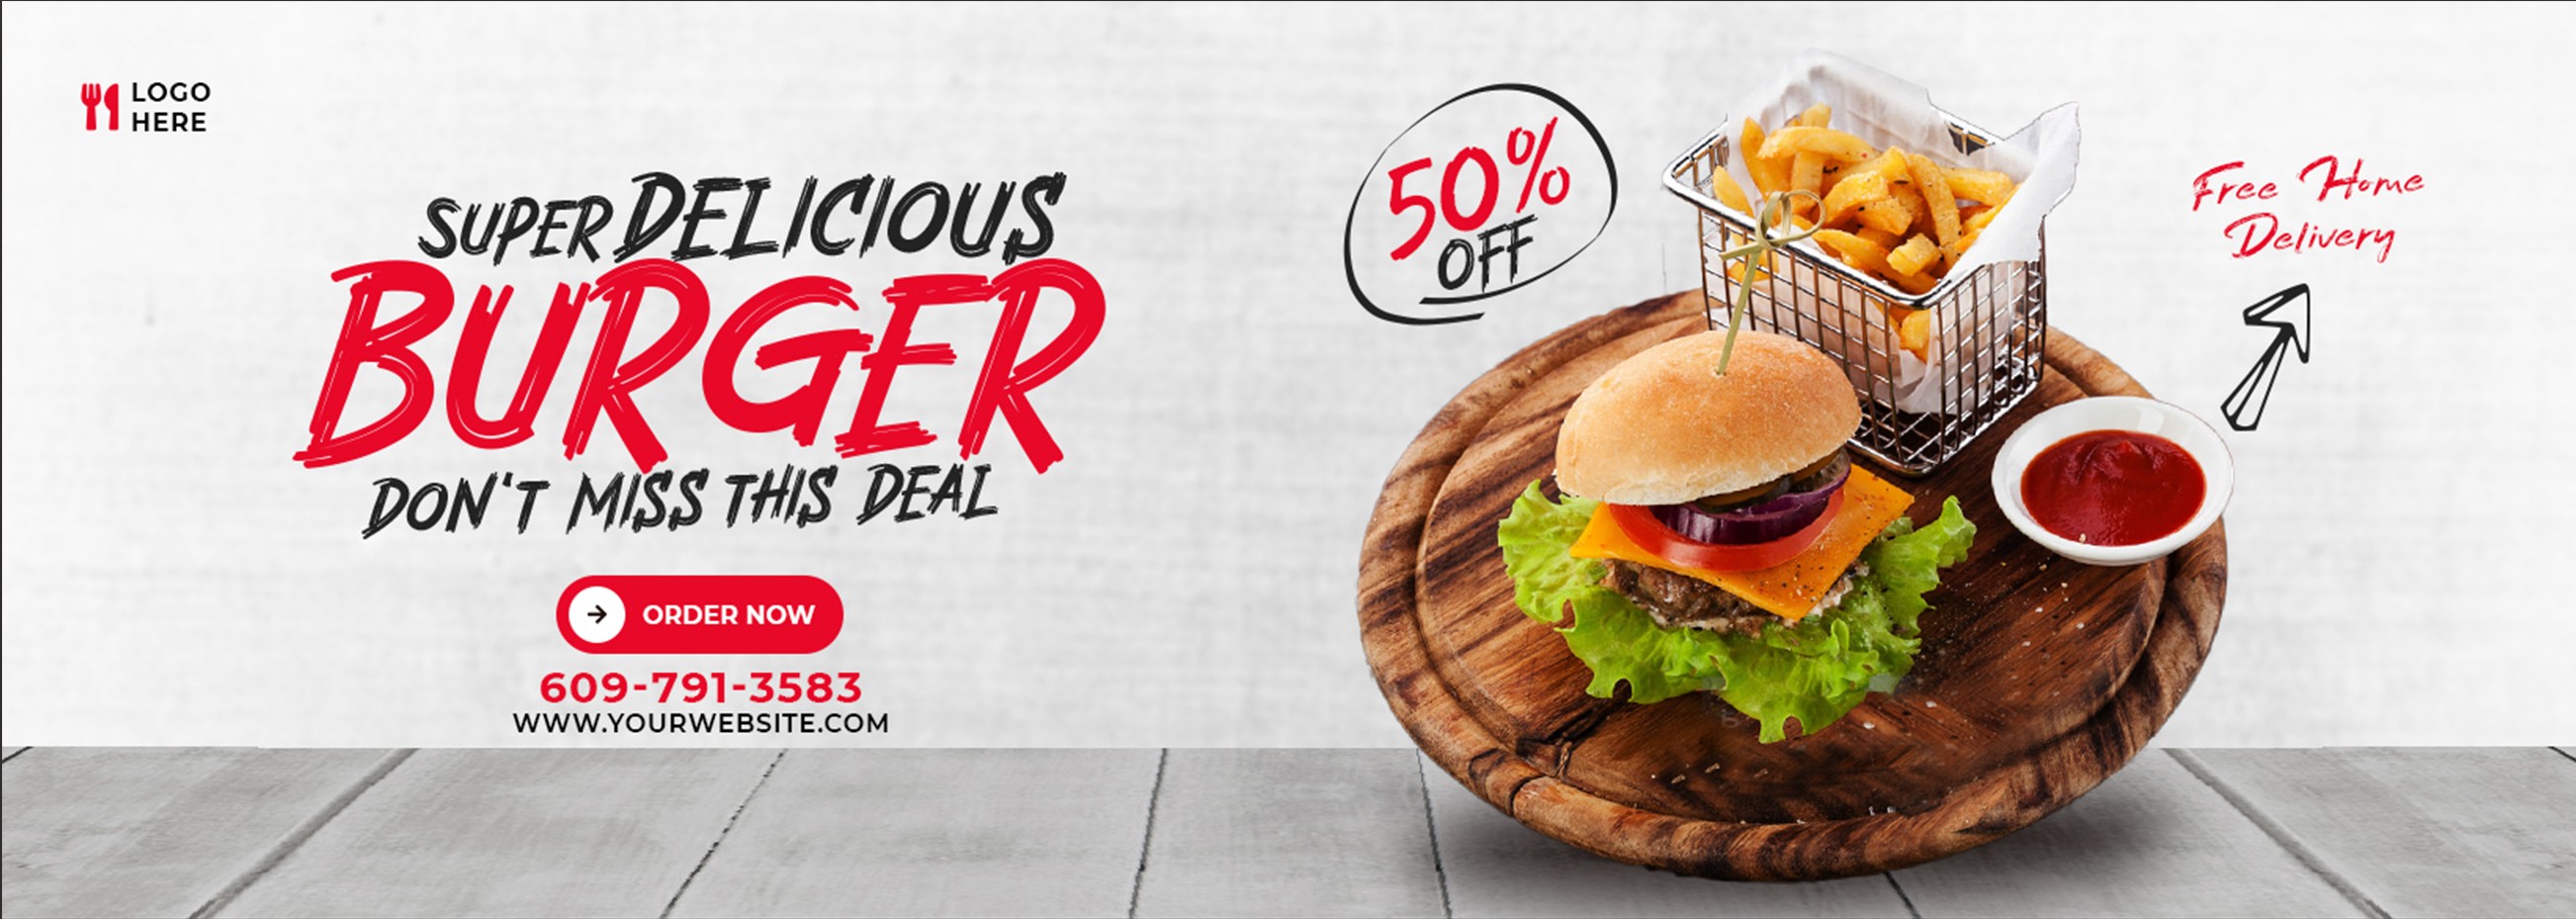 LOGO
HERE
SUPER DELICIOUS
BURGER
DON'T MISS THIS DEAL
ORDER NOW
609-791-3583
WWW.YOURWEBSITE.COM
50%
OFF
Free Home
Delivery